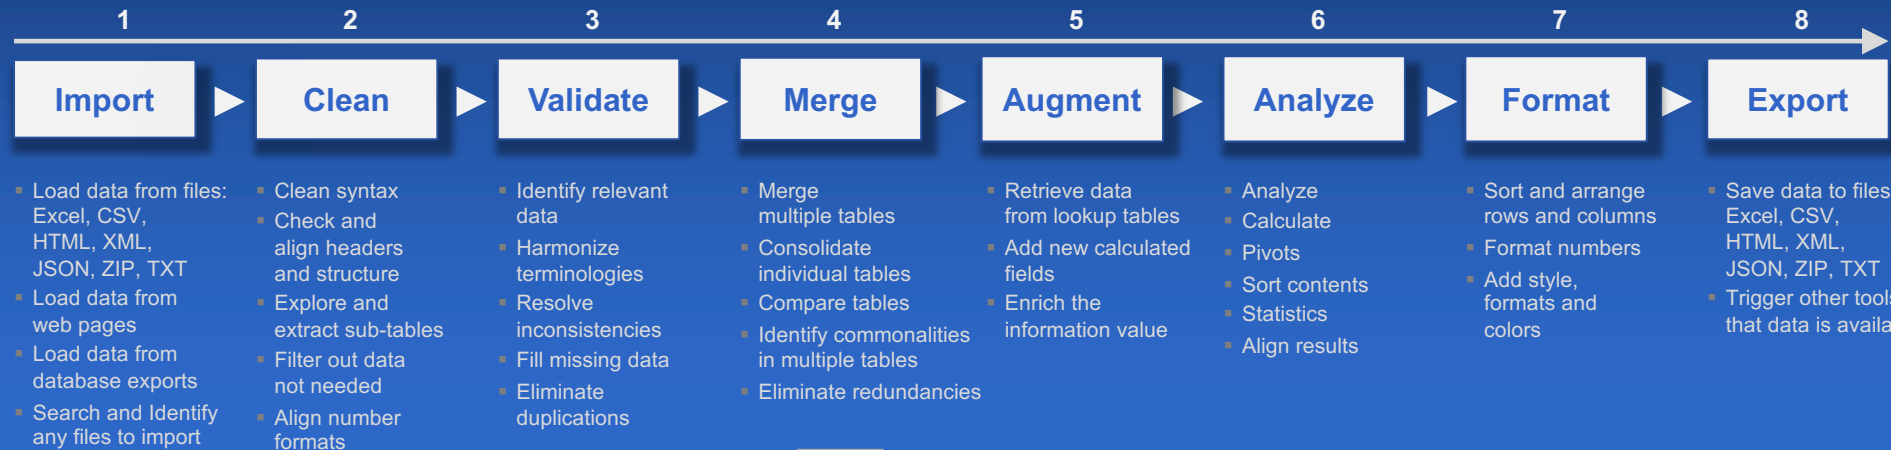 1 2 3 4 5 6 7 8
Import Clean Validate Merge Augment Analyze Format Export
Load data from files:
Excel, CSV,
HTML, XML,
JSON, ZIP, TXT
Load data from
web pages
Load data from
database exports
Search and Identify
any files to import
Clean syntax
Check and
align headers
and structure
Explore and
extract sub-tables
Filter out data
not needed
Align number
formats
Identify relevant
data
Harmonize
terminologies
Resolve
inconsistencies
Fill missing data
Eliminate
duplications
Merge
multiple tables
Consolidate
individual tables
Compare tables
Identify commonalities
in multiple tables
Eliminate redundancies
Retrieve data
from lookup tables
Add new calculated
fields
Enrich the
information value
Analyze
Calculate
Pivots
Sort contents
Statistics
Align results
Sort and arrange
rows and columns
Format numbers
Add style,
formats and
colors
Save data to files
Excel, CSV,
HTML, XML,
JSON, ZIP, TXT
Trigger other tools
that data is